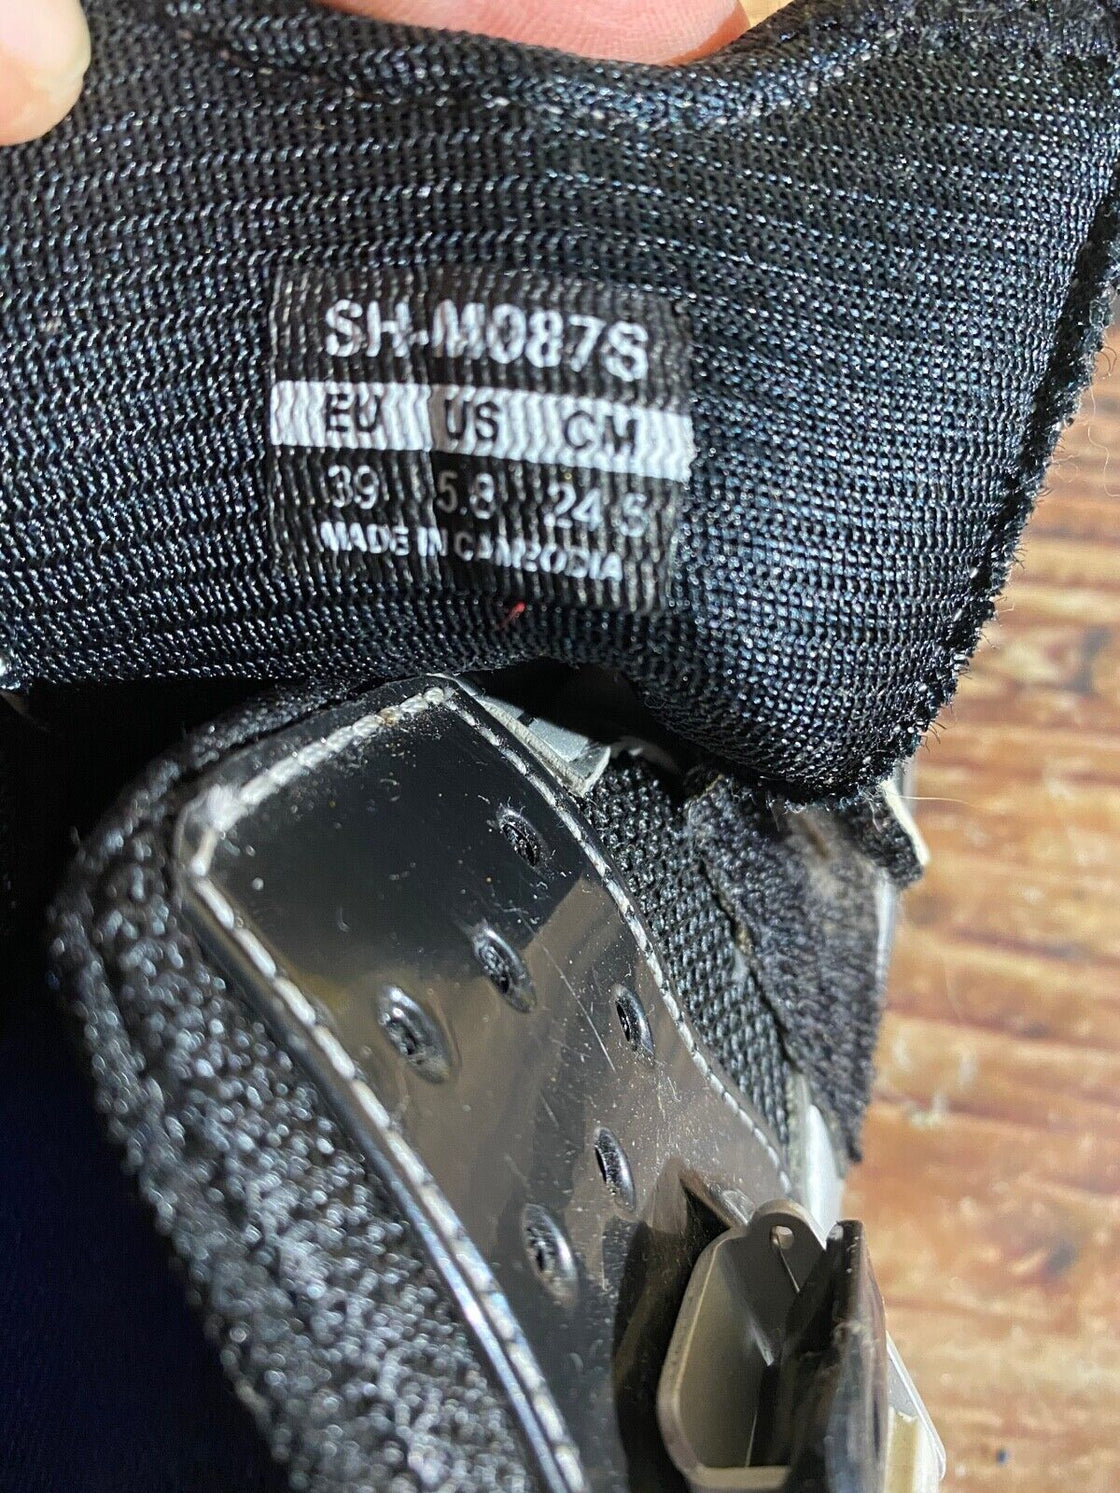 SH-M087S
EU US CM
39 5.8 24.5
MADE IN CAMBODIA